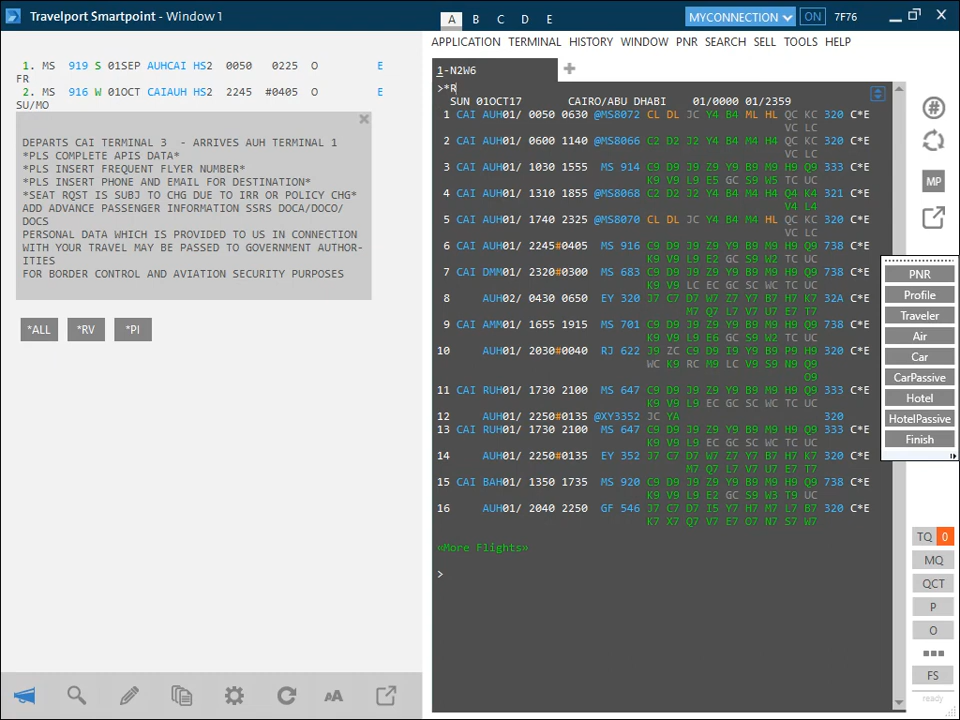 Travelport Smartpoint - Window 1
A B C D E
MYCONNECTION ON 7F76
APPLICATION TERMINAL HISTORY WINDOW PNR SEARCH SELL TOOLS HELP
1. MS 919 S 01SEP AUHCAI HS2 0050 0225 O E
FR
2. MS 916 W 01OCT CAIAUH HS2 2245 #0405 O E
SU/MO
DEPARTS CAI TERMINAL 3 - ARRIVES AUH TERMINAL 1
*PLS COMPLETE APIS DATA*
*PLS INSERT FREQUENT FLYER NUMBER*
*PLS INSERT PHONE AND EMAIL FOR DESTINATION*
*SEAT RQST IS SUBJ TO CHG DUE TO IRR OR POLICY CHG*
ADD ADVANCE PASSENGER INFORMATION SSRS DOCA/DOCO/
DOCS
PERSONAL DATA WHICH IS PROVIDED TO US IN CONNECTION
WITH YOUR TRAVEL MAY BE PASSED TO GOVERNMENT AUTHOR-
ITIES
FOR BORDER CONTROL AND AVIATION SECURITY PURPOSES
*ALL *RV *PI
1-N2W6
>*R
SUN 01OCT17 CAIRO/ABU DHABI 01/0000 01/2359
1 CAI AUH01/ 0050 0630 @MS8072 CL DL JC Y4 B4 ML HL QC KC 320 C*E
VC LC
2 CAI AUH01/ 0600 1140 @MS8066 C2 D2 J2 Y4 B4 M4 H4 QC KC 320 C*E
VC LC
3 CAI AUH01/ 1030 1555 MS 914 C9 D9 J9 Z9 Y9 B9 M9 H9 Q9 333 C*E
K9 V9 L9 E5 GC S9 W5 TC UC
4 CAI AUH01/ 1310 1855 @MS8068 C2 D2 J2 Y4 B4 M4 H4 Q4 K4 321 C*E
V4 L4
5 CAI AUH01/ 1740 2325 @MS8070 CL DL JC Y4 B4 M4 HL QC KC 320 C*E
VC LC
6 CAI AUH01/ 2245#0405 MS 916 C9 D9 J9 Z9 Y9 B9 M9 H9 Q9 738 C*E
K9 V9 L9 E2 GC S9 W2 TC UC
7 CAI DMM01/ 2320#0300 MS 683 C9 D9 J9 Z9 Y9 B9 M9 H9 Q9 738 C*E
K9 V9 LC EC GC SC WC TC UC
8 AUH02/ 0430 0650 EY 320 J7 C7 D7 W7 Z7 Y7 B7 H7 K7 32A C*E
M7 Q7 L7 V7 U7 E7 T7
9 CAI AMM01/ 1655 1915 MS 701 C9 D9 J9 Z9 Y9 B9 M9 H9 Q9 738 C*E
K9 V9 L9 E6 GC S9 W2 TC UC
10 AUH01/ 2030#0040 RJ 622 J9 ZC C9 D9 I9 Y9 B9 P9 H9 320 C*E
WC K9 RC M9 LC V9 S9 N9 Q9
O9
11 CAI RUH01/ 1730 2100 MS 647 C9 D9 J9 Z9 Y9 B9 M9 H9 Q9 333 C*E
K9 V9 L9 EC GC SC WC TC UC
12 AUH01/ 2250#0135 @XY3352 JC YA 320
13 CAI RUH01/ 1730 2100 MS 647 C9 D9 J9 Z9 Y9 B9 M9 H9 Q9 333 C*E
K9 V9 L9 EC GC SC WC TC UC
14 AUH01/ 2250#0135 EY 352 J7 C7 D7 W7 Z7 Y7 B7 H7 K7 320 C*E
M7 Q7 L7 V7 U7 E7 T7
15 CAI BAH01/ 1350 1735 MS 920 C9 D9 J9 Z9 Y9 B9 M9 H9 Q9 738 C*E
K9 V9 L9 E2 GC S9 W3 T9 UC
16 AUH01/ 2040 2250 GF 546 J7 C7 D7 I5 Y7 H7 M7 L7 B7 320 C*E
K7 X7 Q7 V7 E7 O7 N7 S7 W7
«More Flights»
>
#
MP
PNR
Profile
Traveler
Air
Car
CarPassive
Hotel
HotelPassive
Finish
TQ 0
MQ
QCT
P
O
FS
ready
AA